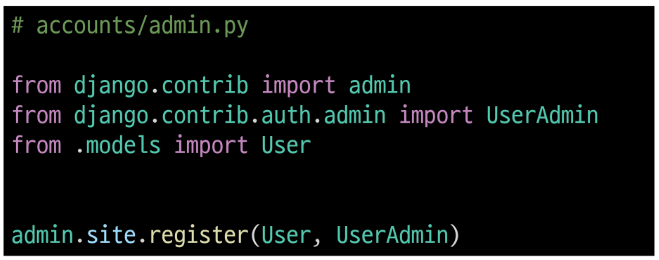 # accounts/admin.py
from django.contrib import admin
from django.contrib.auth.admin import UserAdmin
from .models import User
admin.site.register(User, UserAdmin)